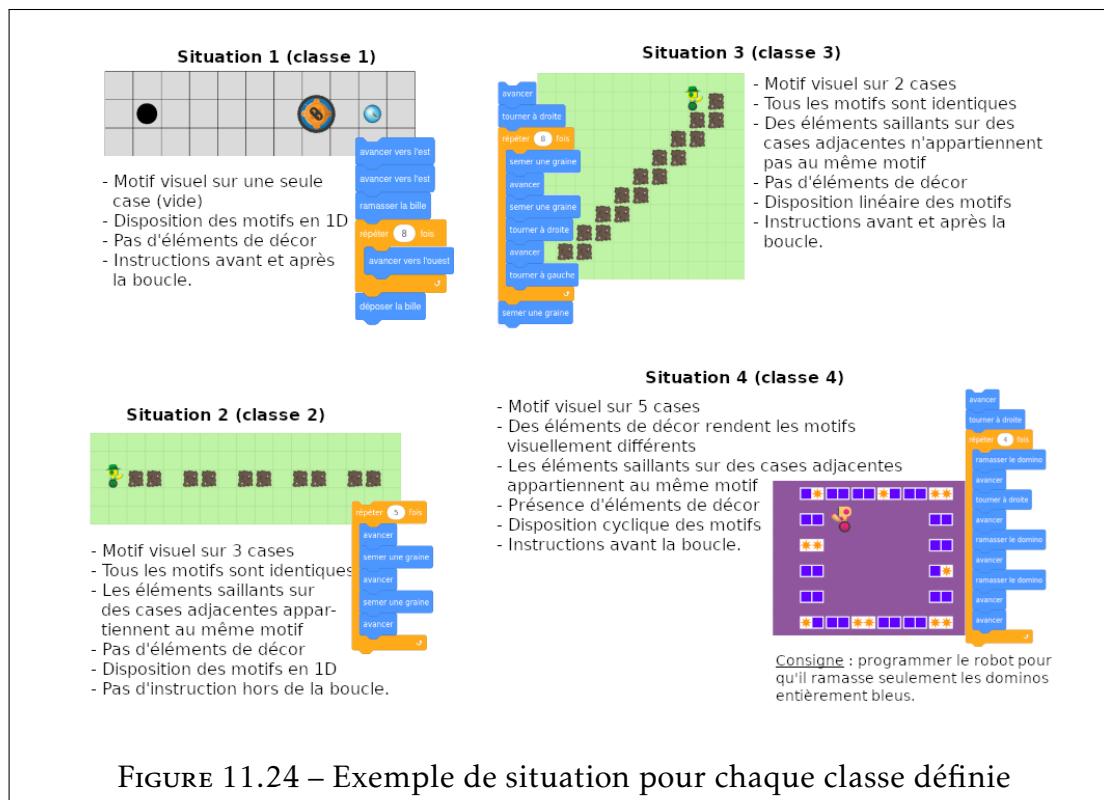 Situation 1 (classe 1)
8
avancer vers l'est
avancer vers l'est
ramasser la bille
répéter 8 fois
avancer vers l'ouest
déposer la bille
- Motif visuel sur une seule
case (vide)
- Disposition des motifs en 1D
- Pas d'éléments de décor
- Instructions avant et après
la boucle.
Situation 3 (classe 3)
avancer
tourner à droite
répéter 8 fois
semer une graine
avancer
semer une graine
tourner à droite
avancer
tourner à gauche
semer une graine
- Motif visuel sur 2 cases
- Tous les motifs sont identiques
- Des éléments saillants sur des
cases adjacentes n'appartiennent
pas au même motif
- Pas d'éléments de décor
- Disposition linéaire des motifs
- Instructions avant et après la
boucle.
Situation 2 (classe 2)
répéter 5 fois
avancer
semer une graine
avancer
semer une graine
avancer
- Motif visuel sur 3 cases
- Tous les motifs sont identiques
- Les éléments saillants sur
des cases adjacentes appar-
tiennent au même motif
- Pas d'éléments de décor
- Disposition des motifs en 1D
- Pas d'instruction hors de la boucle.
Situation 4 (classe 4)
- Motif visuel sur 5 cases
- Des éléments de décor rendent les motifs
visuellement différents
- Les éléments saillants sur des cases adjacentes
appartiennent au même motif
- Présence d'éléments de décor
- Disposition cyclique des motifs
- Instructions avant la boucle.
avancer
tourner à droite
répéter 4 fois
ramasser le domino
avancer
tourner à droite
avancer
ramasser le domino
avancer
ramasser le domino
avancer
avancer
Consigne : programmer le robot pour
qu'il ramasse seulement les dominos
entièrement bleus.
FIGURE 11.24 – Exemple de situation pour chaque classe définie